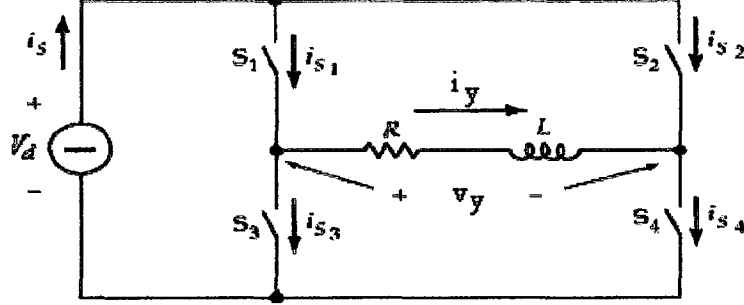 i_S
S_1
i_S1
S_2
i_S2
+
i_y
R
L
V_d
−
+ v_y −
S_3
i_S3
S_4
i_S4